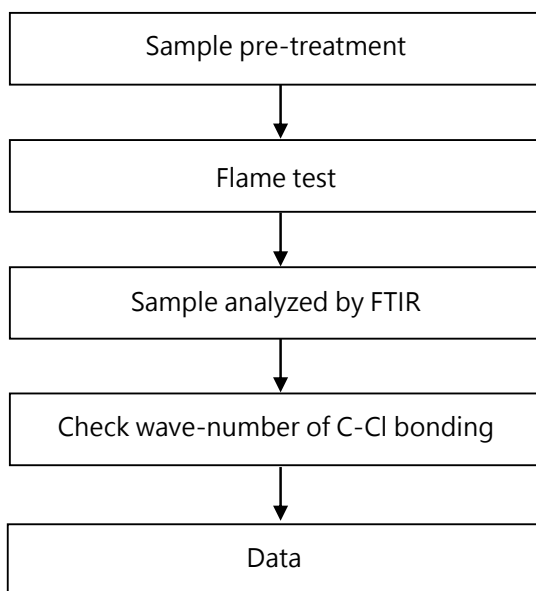 Sample pre-treatment
Flame test
Sample analyzed by FTIR
Check wave-number of C-Cl bonding
Data